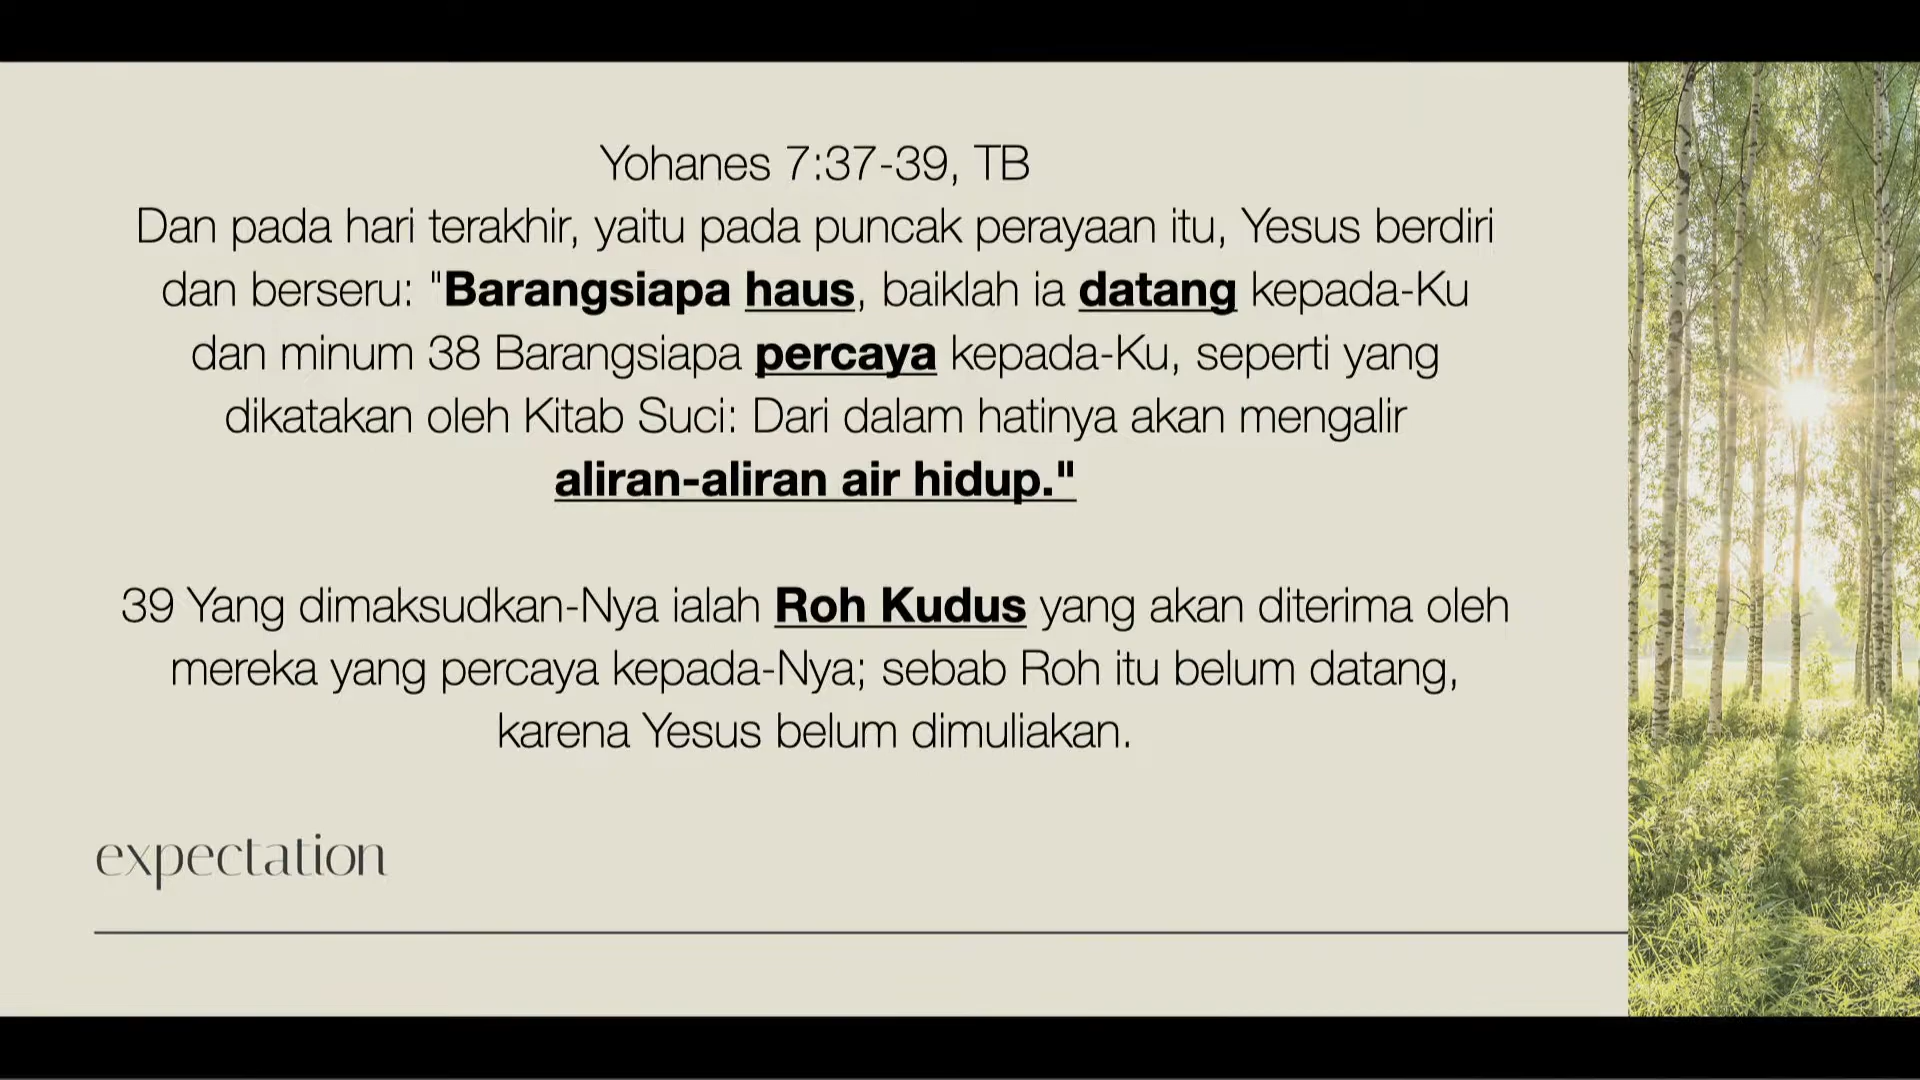 Yohanes 7:37-39, TB
Dan pada hari terakhir, yaitu pada puncak perayaan itu, Yesus berdiri
dan berseru: "Barangsiapa haus, baiklah ia datang kepada-Ku
dan minum 38 Barangsiapa percaya kepada-Ku, seperti yang
dikatakan oleh Kitab Suci: Dari dalam hatinya akan mengalir
aliran-aliran air hidup."
39 Yang dimaksudkan-Nya ialah Roh Kudus yang akan diterima oleh
mereka yang percaya kepada-Nya; sebab Roh itu belum datang,
karena Yesus belum dimuliakan.
expectation